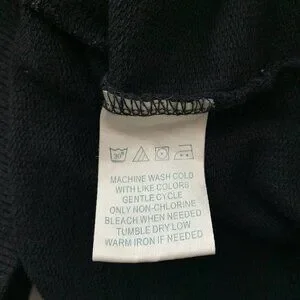 30°
MACHINE WASH COLD
WITH LIKE COLORS
GENTLE CYCLE
ONLY NON-CHLORINE
BLEACH WHEN NEEDED
TUMBLE DRY LOW
WARM IRON IF NEEDED